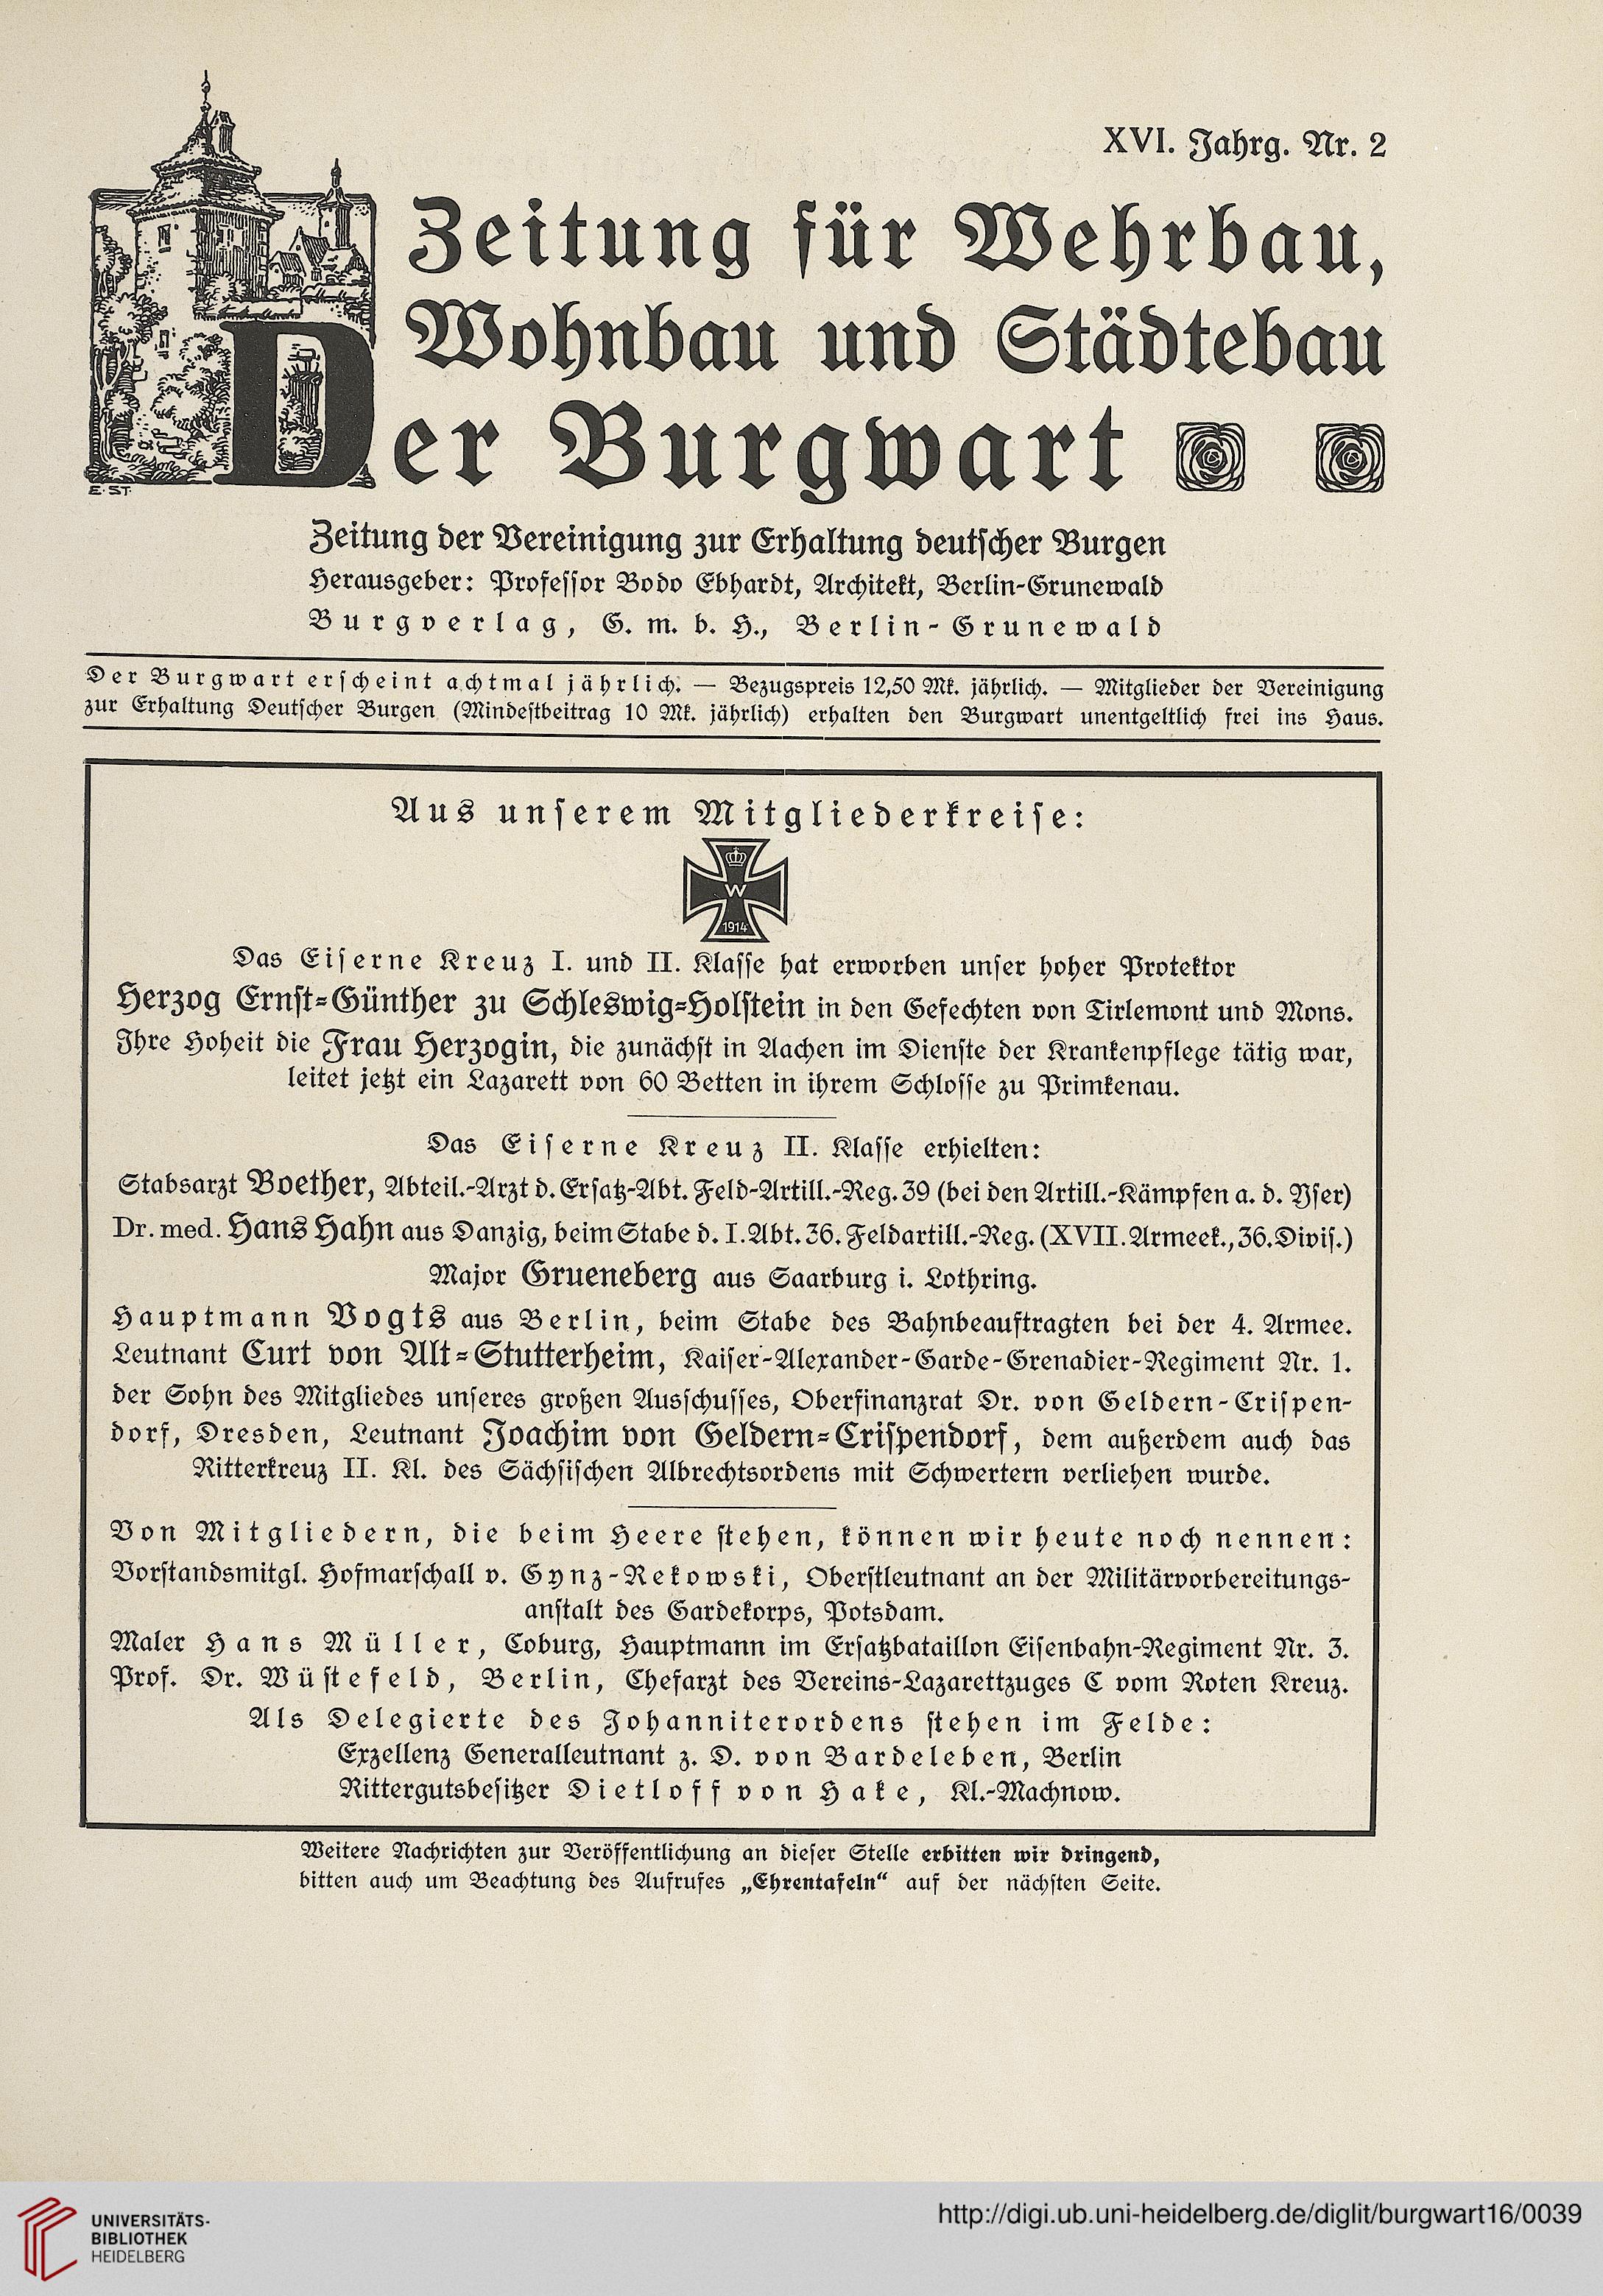 XVI. Jahrg. Nr. 2
Zeitung für Wehrbau,
Wohnbau und Städtebau
Der Burgwart
E. ST.
Zeitung der Vereinigung zur Erhaltung deutscher Burgen
Herausgeber: Professor Bodo Ebhardt, Architekt, Berlin-Grunewald
Burgverlag, G. m. b. H., Berlin-Grunewald
Der Burgwart erscheint achtmal jährlich. — Bezugspreis 12,50 Mk. jährlich. — Mitglieder der Vereinigung
zur Erhaltung Deutscher Burgen (Mindestbeitrag 10 Mk. jährlich) erhalten den Burgwart unentgeltlich frei ins Haus.
Aus unserem Mitgliederkreise:
W
1914
Das Eiserne Kreuz I. und II. Klasse hat erworben unser hoher Protektor
Herzog Ernst-Günther zu Schleswig-Holstein in den Gefechten von Tirlemont und Mons.
Ihre Hoheit die Frau Herzogin, die zunächst in Aachen im Dienste der Krankenpflege tätig war,
leitet jetzt ein Lazarett von 60 Betten in ihrem Schlosse zu Primkenau.
Das Eiserne Kreuz II. Klasse erhielten:
Stabsarzt Boether, Abteil.-Arzt d. Ersatz-Abt. Feld-Artill.-Reg. 39 (bei den Artill.-Kämpfen a. d. Yser)
Dr. med. Hans Hahn aus Danzig, beim Stabe d. I. Abt. 36. Feldartill.-Reg. (XVII. Armeek., 36. Divis.)
Major Grueneberg aus Saarburg i. Lothring.
Hauptmann Vogts aus Berlin, beim Stabe des Bahnbeauftragten bei der 4. Armee.
Leutnant Curt von Alt-Stutterheim, Kaiser-Alexander-Garde-Grenadier-Regiment Nr. 1.
der Sohn des Mitgliedes unseres großen Ausschusses, Oberfinanzrat Dr. von Geldern-Crispen-
dorf, Dresden, Leutnant Joachim von Geldern-Crispendorf, dem außerdem auch das
Ritterkreuz II. Kl. des Sächsischen Albrechtsordens mit Schwertern verliehen wurde.
Von Mitgliedern, die beim Heere stehen, können wir heute noch nennen:
Vorstandsmitgl. Hofmarschall v. Gynz-Rekowski, Oberstleutnant an der Militärvorbereitungs-
anstalt des Gardekorps, Potsdam.
Maler Hans Müller, Coburg, Hauptmann im Ersatzbataillon Eisenbahn-Regiment Nr. 3.
Prof. Dr. Wüstefeld, Berlin, Chefarzt des Vereins-Lazarettzuges C vom Roten Kreuz.
Als Delegierte des Johanniterordens stehen im Felde:
Exzellenz Generalleutnant z. D. von Bardeleben, Berlin
Rittergutsbesitzer Dietloff von Hake, Kl.-Machnow.
Weitere Nachrichten zur Veröffentlichung an dieser Stelle erbitten wir dringend,
bitten auch um Beachtung des Aufrufes „Ehrentafeln“ auf der nächsten Seite.
UNIVERSITÄTS-
BIBLIOTHEK
HEIDELBERG
http://digi.ub.uni-heidelberg.de/diglit/burgwart16/0039